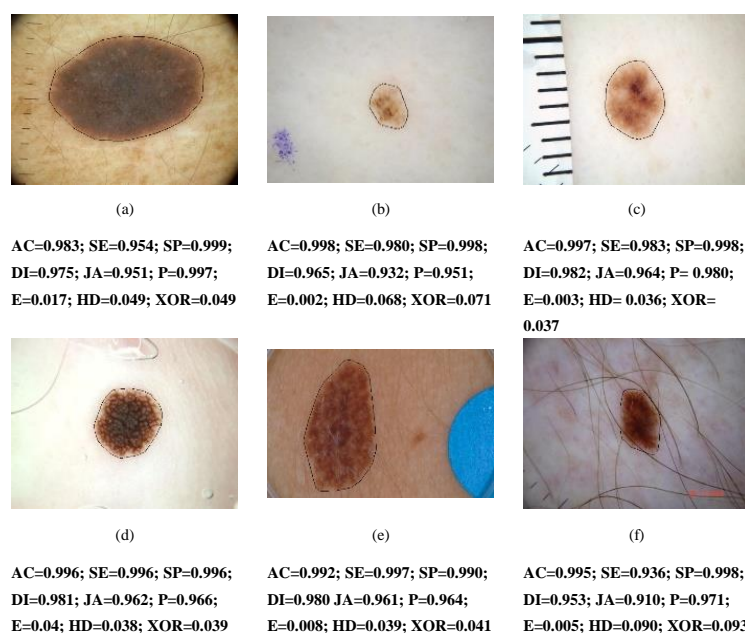 (a)
(b)
(c)
AC=0.983; SE=0.954; SP=0.999;
DI=0.975; JA=0.951; P=0.997;
E=0.017; HD=0.049; XOR=0.049
AC=0.998; SE=0.980; SP=0.998;
DI=0.965; JA=0.932; P=0.951;
E=0.002; HD=0.068; XOR=0.071
AC=0.997; SE=0.983; SP=0.998;
DI=0.982; JA=0.964; P= 0.980;
E=0.003; HD= 0.036; XOR=
0.037
(d)
(e)
(f)
AC=0.996; SE=0.996; SP=0.996;
DI=0.981; JA=0.962; P=0.966;
E=0.04; HD=0.038; XOR=0.039
AC=0.992; SE=0.997; SP=0.990;
DI=0.980 JA=0.961; P=0.964;
E=0.008; HD=0.039; XOR=0.041
AC=0.995; SE=0.936; SP=0.998;
DI=0.953; JA=0.910; P=0.971;
E=0.005; HD=0.090; XOR=0.093